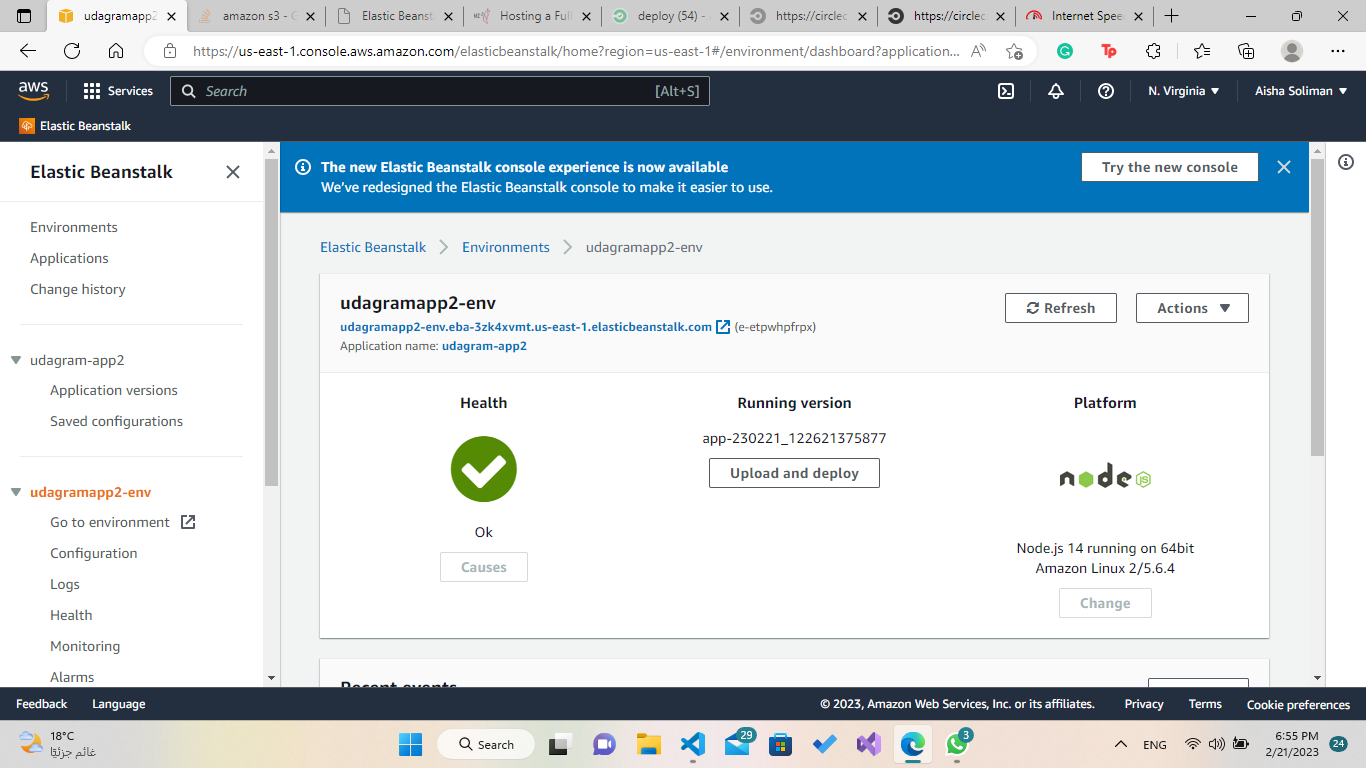 udagramapp2
amazon s3 - G
Elastic Beanst
Hosting a Full
deploy (54) -
https://circlec
https://circlec
Internet Spee
https://us-east-1.console.aws.amazon.com/elasticbeanstalk/home?region=us-east-1#/environment/dashboard?application...
aws
Services
Search
[Alt+S]
N. Virginia
Aisha Soliman
Elastic Beanstalk
Elastic Beanstalk
Environments
Applications
Change history
udagram-app2
Application versions
Saved configurations
udagramapp2-env
Go to environment
Configuration
Logs
Health
Monitoring
Alarms
The new Elastic Beanstalk console experience is now available
We've redesigned the Elastic Beanstalk console to make it easier to use.
Try the new console
Elastic Beanstalk
Environments
udagramapp2-env
udagramapp2-env
udagramapp2-env.eba-3zk4xvmt.us-east-1.elasticbeanstalk.com (e-etpwhpfrpx)
Application name: udagram-app2
Refresh
Actions
Health
Ok
Causes
Running version
app-230221_122621375877
Upload and deploy
Platform
node JS
Node.js 14 running on 64bit
Amazon Linux 2/5.6.4
Change
Recent events
Feedback
Language
© 2023, Amazon Web Services, Inc. or its affiliates.
Privacy
Terms
Cookie preferences
18°C
غائم جزئيًا
Search
29
3
ENG
6:55 PM
2/21/2023
24